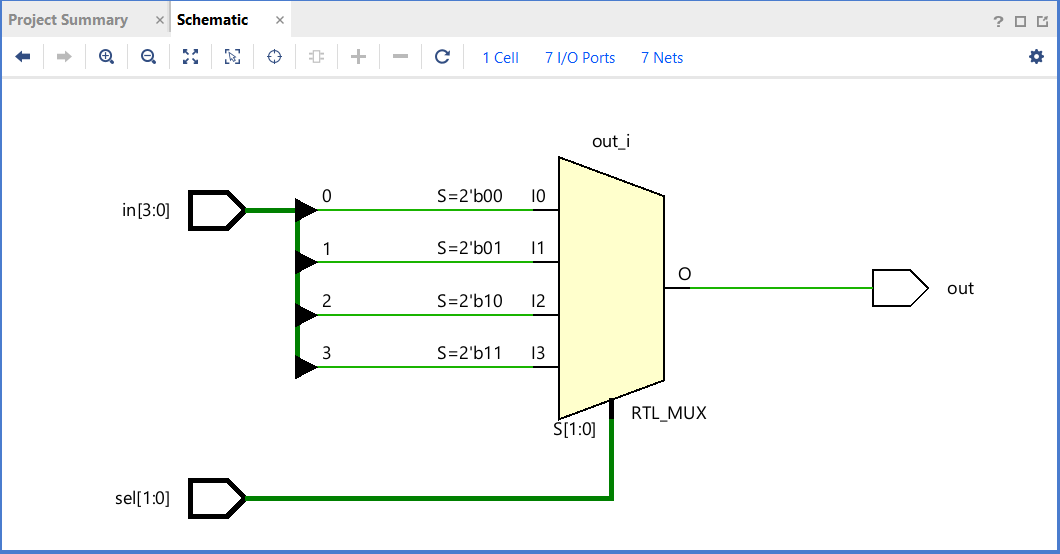 Project Summary × Schematic × ?
1 Cell 7 I/O Ports 7 Nets
out_i
0 S=2'b00 I0
in[3:0]
1 S=2'b01 I1
O
out
2 S=2'b10 I2
3 S=2'b11 I3
RTL_MUX
S[1:0]
sel[1:0]